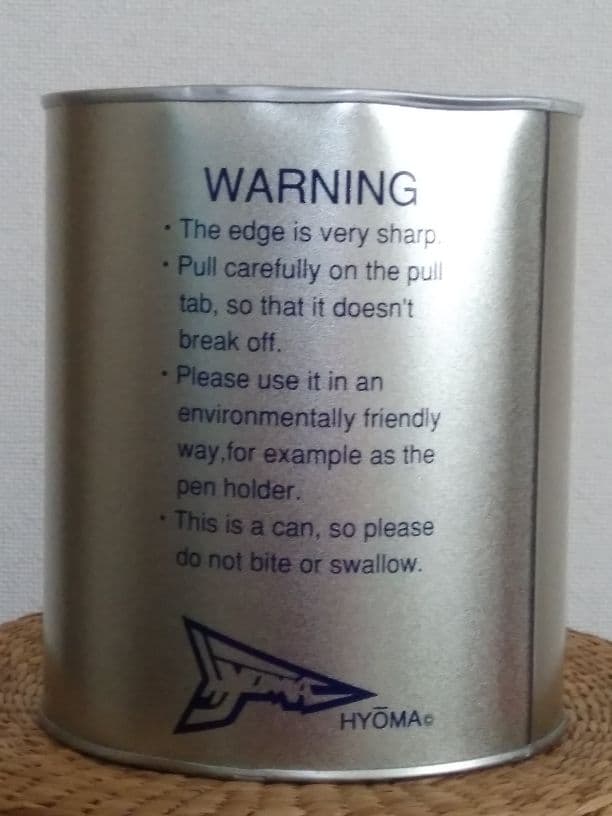 WARNING
・The edge is very sharp.
・Pull carefully on the pull
tab, so that it doesn't
break off.
・Please use it in an
environmentally friendly
way,for example as the
pen holder.
・This is a can, so please
do not bite or swallow.
HYOMA
HYŌMA©